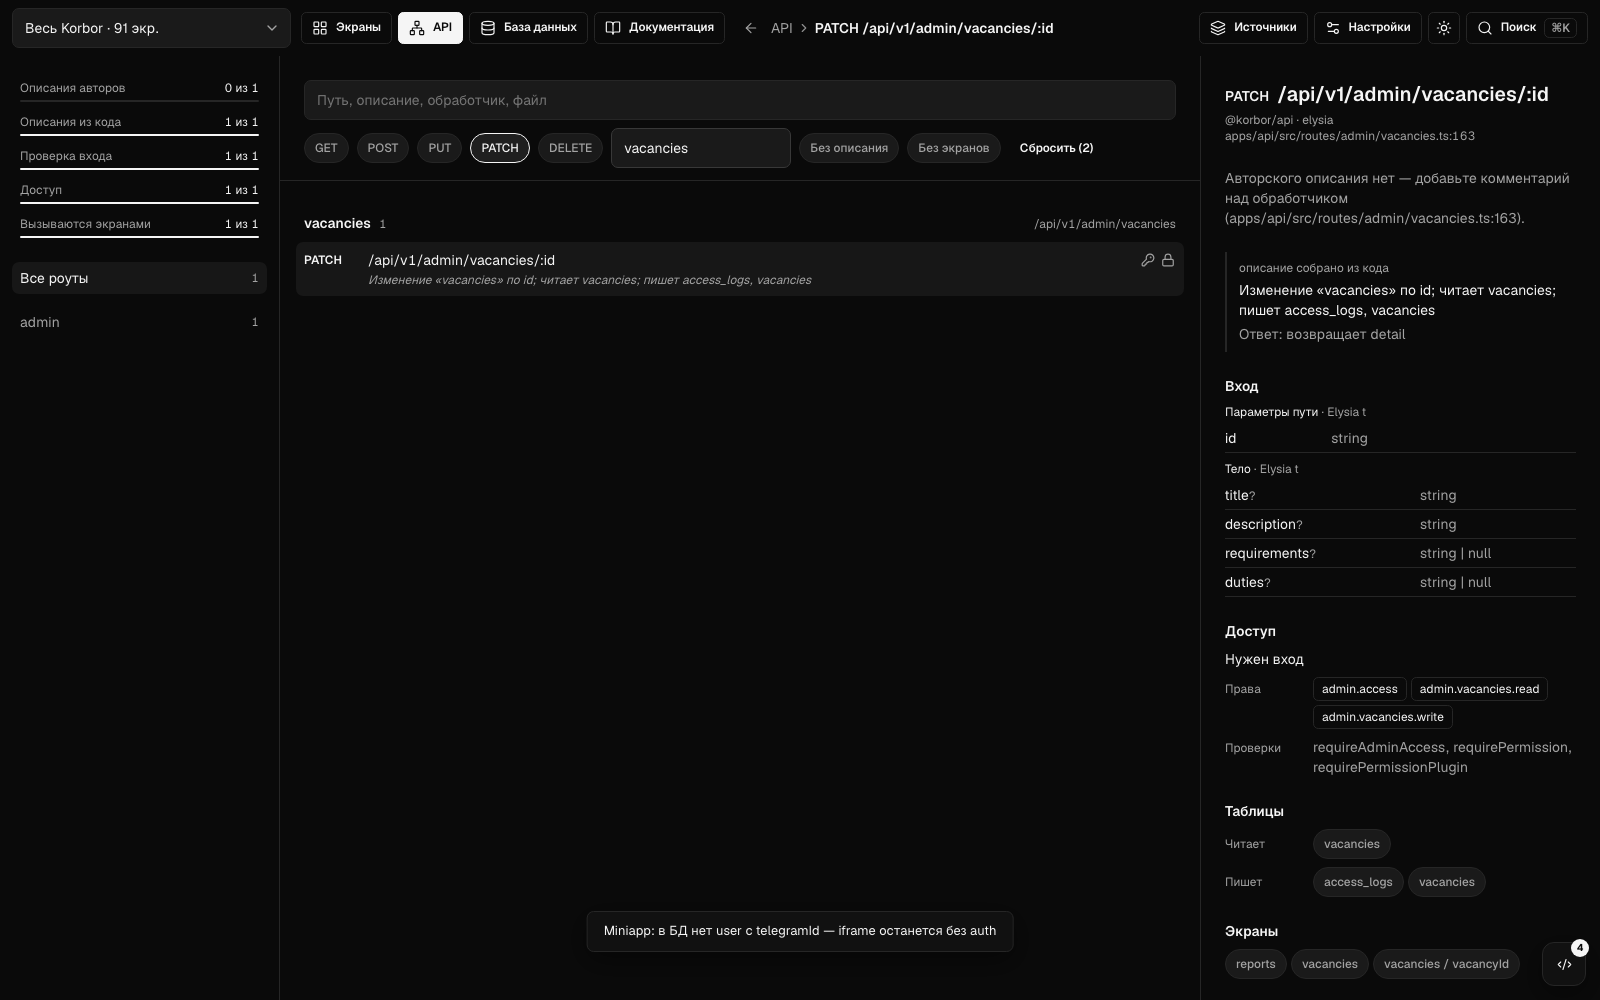 Весь Korbor · 91 экр.
Экраны
API
База данных
Документация
API
PATCH /api/v1/admin/vacancies/:id
Источники
Настройки
Поиск
⌘K
Описания авторов
0 из 1
Описания из кода
1 из 1
Проверка входа
1 из 1
Доступ
1 из 1
Вызываются экранами
1 из 1
Все роуты
1
admin
1
Путь, описание, обработчик, файл
GET
POST
PUT
PATCH
DELETE
vacancies
Без описания
Без экранов
Сбросить (2)
vacancies 1
/api/v1/admin/vacancies
PATCH
/api/v1/admin/vacancies/:id
Изменение «vacancies» по id; читает vacancies; пишет access_logs, vacancies
Miniapp: в БД нет user с telegramId — iframe останется без auth
PATCH /api/v1/admin/vacancies/:id
@korbor/api · elysia
apps/api/src/routes/admin/vacancies.ts:163
Авторского описания нет — добавьте комментарий
над обработчиком
(apps/api/src/routes/admin/vacancies.ts:163).
описание собрано из кода
Изменение «vacancies» по id; читает vacancies;
пишет access_logs, vacancies
Ответ: возвращает detail
Вход
Параметры пути · Elysia t
id
string
Тело · Elysia t
title?
string
description?
string
requirements?
string | null
duties?
string | null
Доступ
Нужен вход
Права
admin.access
admin.vacancies.read
admin.vacancies.write
Проверки
requireAdminAccess, requirePermission,
requirePermissionPlugin
Таблицы
Читает
vacancies
Пишет
access_logs
vacancies
Экраны
reports
vacancies
vacancies / vacancyId
4